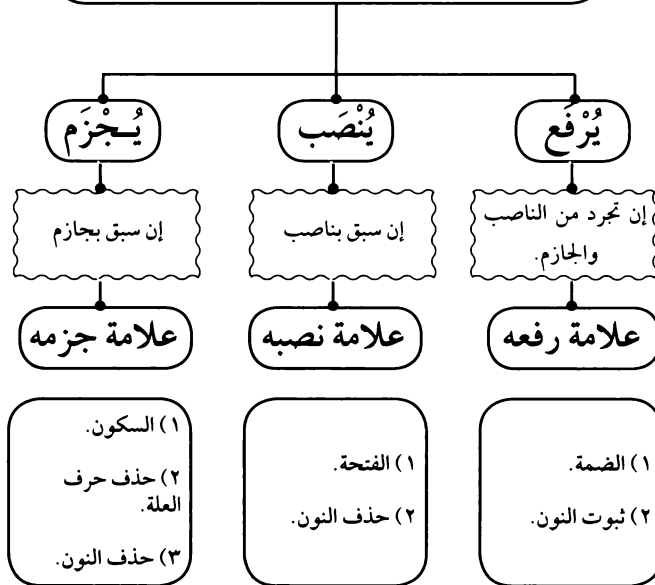 يُرْفَع
يُنْصَب
يُـجْزَم
إن تجرد من الناصب
والجازم.
إن سبق بناصب
إن سبق بجازم
علامة رفعه
علامة نصبه
علامة جزمه
١) الضمة.
٢) ثبوت النون.
١) الفتحة.
٢) حذف النون.
١) السكون.
٢) حذف حرف
العلة.
٣) حذف النون.